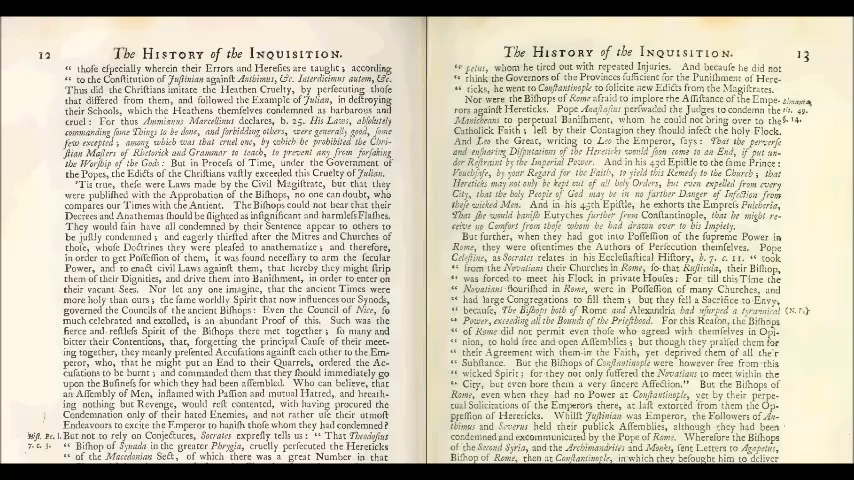 12 The HISTORY of the INQUISITION.
“ thoſe eſpecially wherein their Errors and Hereſies are taught; according
“ to the Conſtitution of Juſtinian againſt Anthimus, &c. Interdicimus autem, &c.
Thus did the Chriſtians imitate the Heathen Cruelty, by perſecuting thoſe
that differed from them, and followed the Example of Julian, in deſtroying
their Schools, which the Heathens themſelves condemned as barbarous and
cruel: For thus Ammianus Marcellinus declares, b. 25. His Laws, abſolutely
commanding ſome Things to be done, and forbidding others, were generally good, ſome
few excepted; among which was that cruel one, by which he prohibited the Chri-
ſtian Maſters of Rhetorick and Grammar to teach, to prevent any from forſaking
the Worſhip of the Gods: But in Proceſs of Time, under the Government of
the Popes, the Edicts of the Chriſtians vaſtly exceeded this Cruelty of Julian.
'Tis true, theſe were Laws made by the Civil Magiſtrate, but that they
were publiſhed with the Approbation of the Biſhops, no one can doubt, who
compares our Times with the Ancient. The Biſhops could not bear that their
Decrees and Anathemas ſhould be ſlighted as inſignificant and harmleſs Flaſhes.
They would fain have all condemned by their Sentence appear to others to
be juſtly condemned; and eagerly thirſted after the Mitres and Churches of
thoſe, whoſe Doctrines they were pleaſed to anathematize; and therefore,
in order to get Poſſeſſion of them, it was found neceſſary to arm the ſecular
Power, and to enact civil Laws againſt them, that hereby they might ſtrip
them of their Dignities, and drive them into Baniſhment, in order to enter on
their vacant Sees. Nor let any one imagine, that the ancient Times were
more holy than ours; the ſame worldly Spirit that now influences our Synods,
governed the Councils of the ancient Biſhops: Even the Council of Nice, ſo
much celebrated and extolled, is an abundant Proof of this. Such was the
fierce and reſtleſs Spirit of the Biſhops there met together; ſo many and
bitter their Contentions, that, forgetting the principal Cauſe of their meet-
ing together, they meanly preſented Accuſations againſt each other to the Em-
peror, who, that he might put an End to their Quarrels, ordered the Ac-
cuſations to be burnt; and commanded them that they ſhould immediately go
upon the Buſineſs for which they had been aſſembled. Who can believe, that
an Aſſembly of Men, inflamed with Paſſion and mutual Hatred, and breath-
ing nothing but Revenge, would reſt contented, with having procured the
Condemnation only of their hated Enemies, and not rather uſe their utmoſt
Endeavours to excite the Emperor to baniſh thoſe whom they had condemned?
Hiſt. Ec. l. But not to rely on Conjectures, Socrates expreſly tells us: “ That Theodoſius
7. c. 3. “ Biſhop of Synada in the greater Phrygia, cruelly perſecuted the Hereticks
“ of the Macedonian Sect, of which there was a great Number in that
The HISTORY of the INQUISITION. 13
“ petus, whom he tired out with repeated Injuries. And becauſe he did not
“ think the Governors of the Provinces ſufficient for the Puniſhment of Here-
“ ticks, he went to Conſtantinople to ſolicite new Edicts from the Magiſtrates.
Nor were the Biſhops of Rome afraid to implore the Aſſiſtance of the Empe-
rors againſt Hereticks. Pope Anaſtaſius perſwaded the Judges to condemn the
Manicheans to perpetual Baniſhment, whom he could not bring over to the
Catholick Faith; leſt by their Contagion they ſhould infect the holy Flock.
And Leo the Great, writing to Leo the Emperor, ſays: That the perverſe
and enſnaring Diſputations of the Hereticks would ſoon come to an End, if put un-
der Reſtraint by the Imperial Power. And in his 43d Epiſtle to the ſame Prince:
Vouchſafe, by your Regard for the Faith, to yield this Remedy to the Church; that
Hereticks may not only be kept out of all holy Orders, but even expelled from every
City, that the holy People of God may be in no further Danger of Infection from
theſe wicked Men. And in his 45th Epiſtle, he exhorts the Empreſs Pulcheria,
That ſhe would baniſh Eutyches further from Conſtantinople, that he might re-
ceive no Comfort from thoſe whom he had drawn over to his Impiety.
But further, when they had got into Poſſeſſion of the ſupreme Power in
Rome, they were oftentimes the Authors of Perſecution themſelves. Pope
Celeſtine, as Socrates relates in his Eccleſiaſtical Hiſtory, b. 7. c. 11. “ took
“ from the Novatians their Churches in Rome, ſo that Ruſticula, their Biſhop,
“ was forced to meet his Flock in private Houſes: For till this Time the
“ Novatians flouriſhed in Rome, were in Poſſeſſion of many Churches, and
“ had large Congregations to fill them; but they fell a Sacrifice to Envy,
“ becauſe, The Biſhops both of Rome and Alexandria had uſurped a tyrannical (N. P.)
“ Power, exceeding all the Bounds of the Prieſthood. For this Reaſon, the Biſhops
“ of Rome did not permit even thoſe who agreed with themſelves in Opi-
“ nion, to hold free and open Aſſemblies; but though they praiſed them for
“ their Agreement with them in the Faith, yet deprived them of all their
“ Subſtance. But the Biſhops of Conſtantinople were however free from this
“ wicked Spirit; for they nor only ſuffered the Novatians to meet within the
“ City, but even bore them a very ſincere Affection.” But the Biſhops of
Rome, even when they had no Power at Conſtantinople, yet by their perpe-
tual Solicitations of the Emperors there, at laſt extorted from them the Op-
preſſion of Hereticks. Whilſt Juſtinian was Emperor, the Followers of An-
thimus and Severus held their publick Aſſemblies, although they had been
condemned and excommunicated by the Pope of Rome. Wherefore the Biſhops
of the Second Syria, and the Archimandrites and Monks, ſent Letters to Agapetus,
Biſhop of Rome, then at Conſtantinople, in which they beſought him to deliver